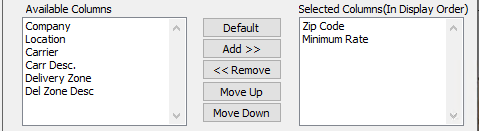 Available Columns
Company
Location
Carrier
Carr Desc.
Delivery Zone
Del Zone Desc
Default
Add >>
<< Remove
Move Up
Move Down
Selected Columns(In Display Order)
Zip Code
Minimum Rate